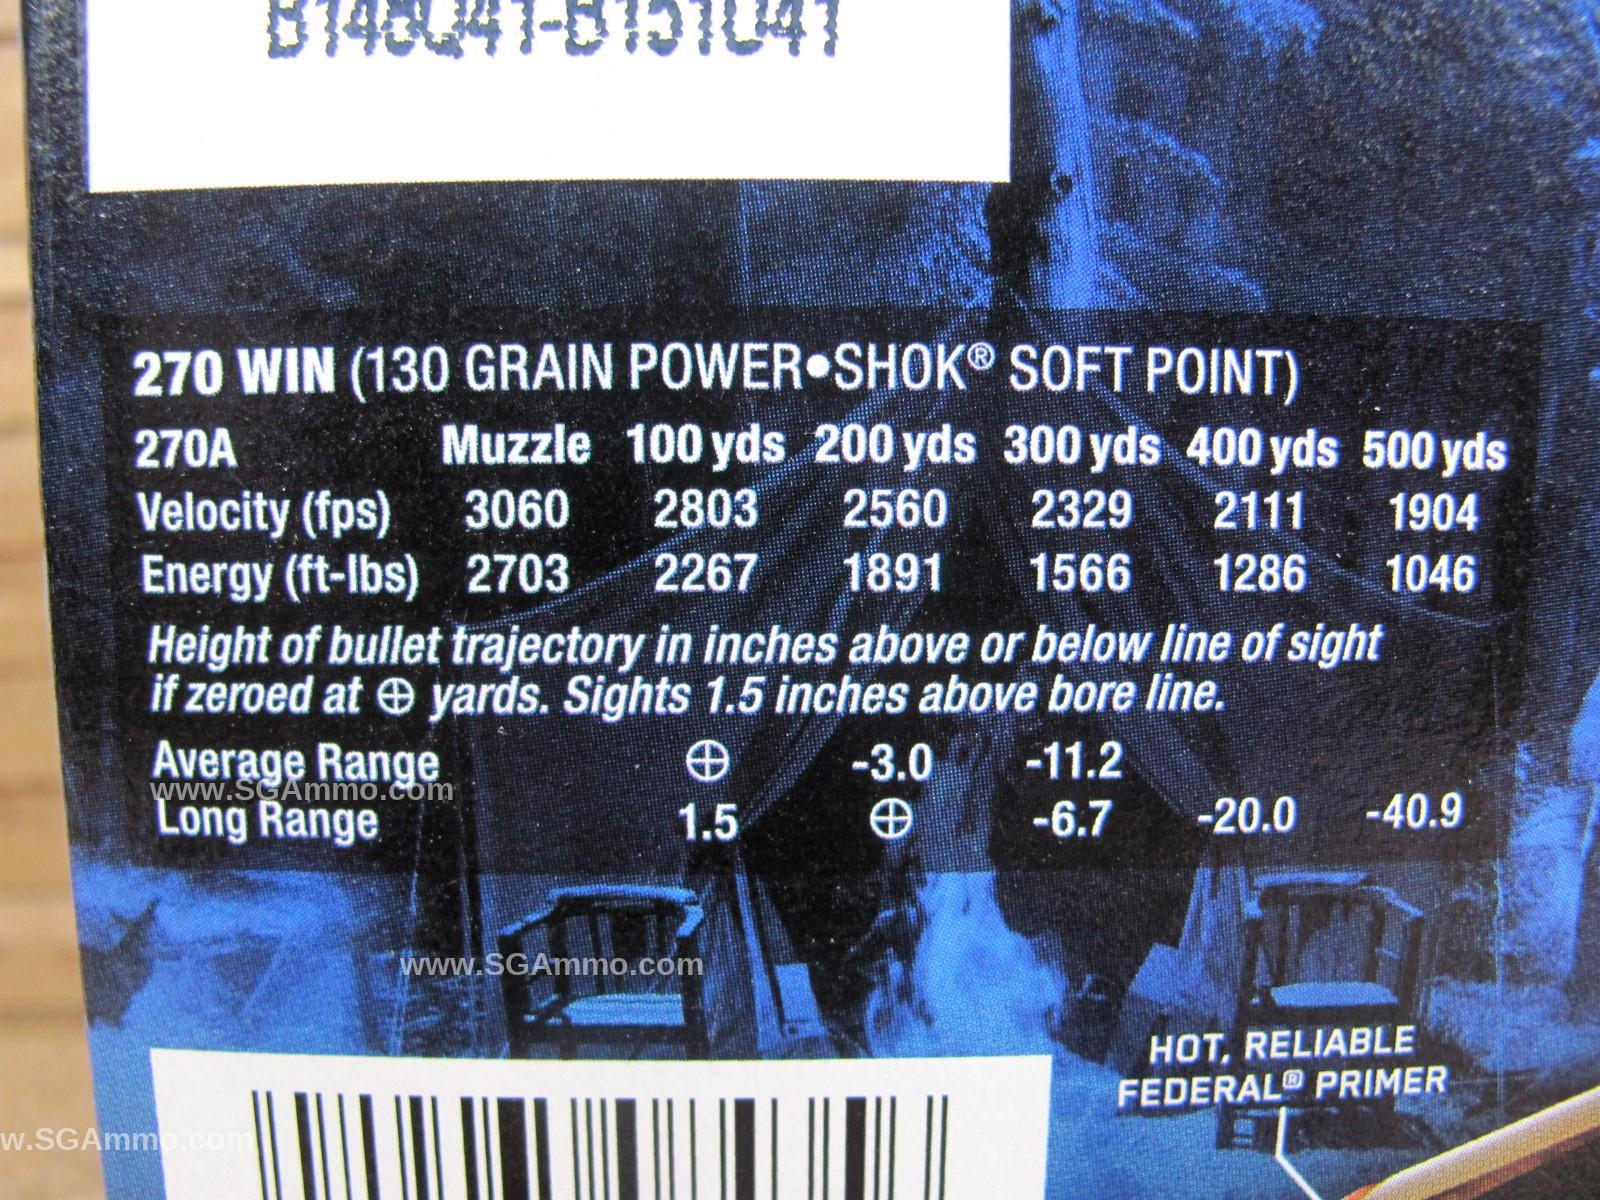 270 WIN (130 GRAIN POWER•SHOK® SOFT POINT)
270A Muzzle 100 yds 200 yds 300 yds 400 yds 500 yds
Velocity (fps) 3060 2803 2560 2329 2111 1904
Energy (ft-lbs) 2703 2267 1891 1566 1286 1046
Height of bullet trajectory in inches above or below line of sight
if zeroed at ⊕ yards. Sights 1.5 inches above bore line.
Average Range ⊕ -3.0 -11.2
www.SGAmmo.com
Long Range 1.5 ⊕ -6.7 -20.0 -40.9
www.SGAmmo.com
HOT, RELIABLE
FEDERAL® PRIMER
w.SGAmmo.com